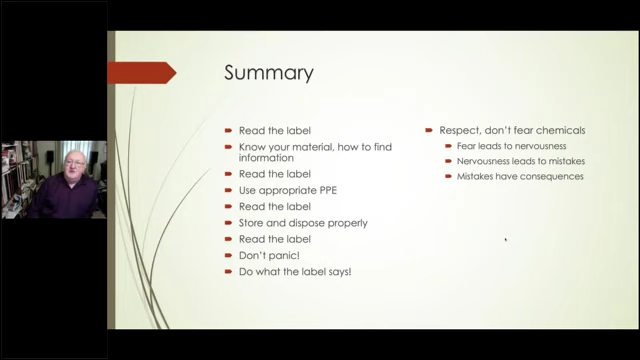 Summary
Read the label
Know your material, how to find
information
Read the label
Use appropriate PPE
Read the label
Store and dispose properly
Read the label
Don't panic!
Do what the label says!
Respect, don't fear chemicals
Fear leads to nervousness
Nervousness leads to mistakes
Mistakes have consequences